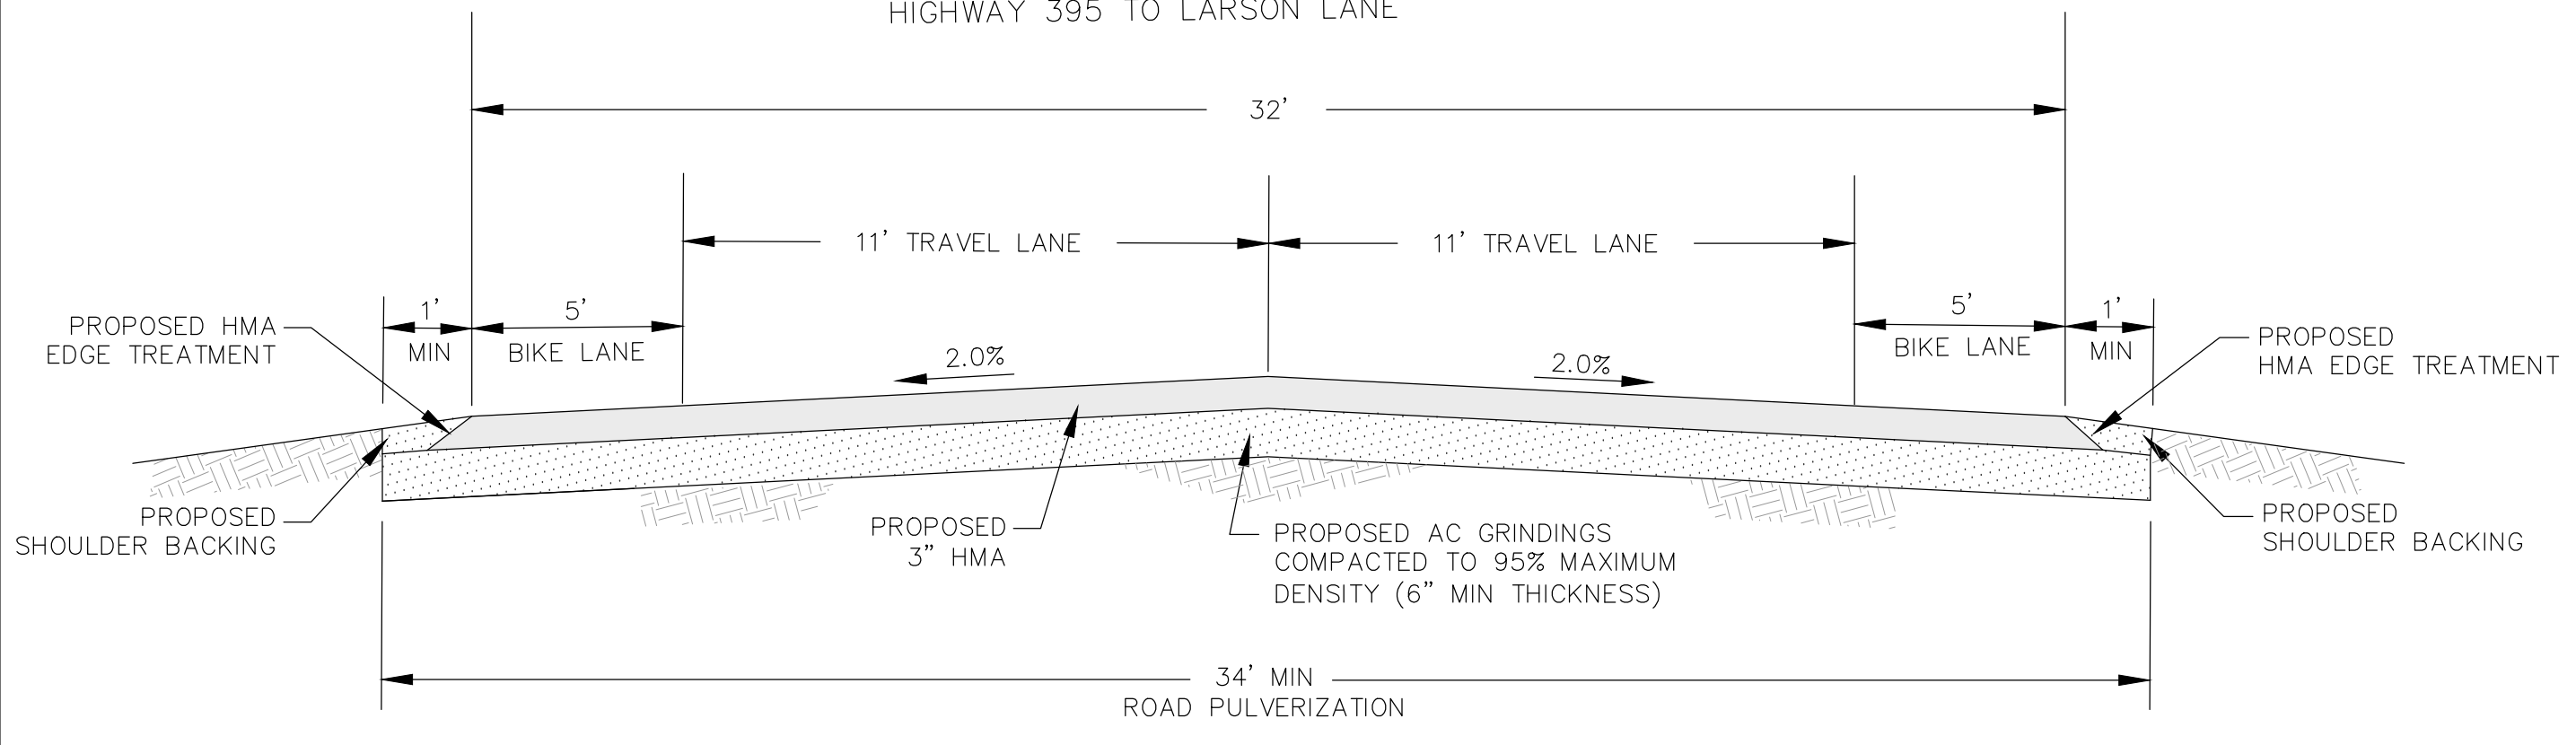 HIGHWAY 395 TO LARSON LANE
32'
11' TRAVEL LANE
11' TRAVEL LANE
1'
MIN
5'
BIKE LANE
5'
BIKE LANE
1'
MIN
PROPOSED HMA
EDGE TREATMENT
2.0%
2.0%
PROPOSED
HMA EDGE TREATMENT
PROPOSED
SHOULDER BACKING
PROPOSED
3" HMA
PROPOSED AC GRINDINGS
COMPACTED TO 95% MAXIMUM
DENSITY (6" MIN THICKNESS)
PROPOSED
SHOULDER BACKING
34' MIN
ROAD PULVERIZATION